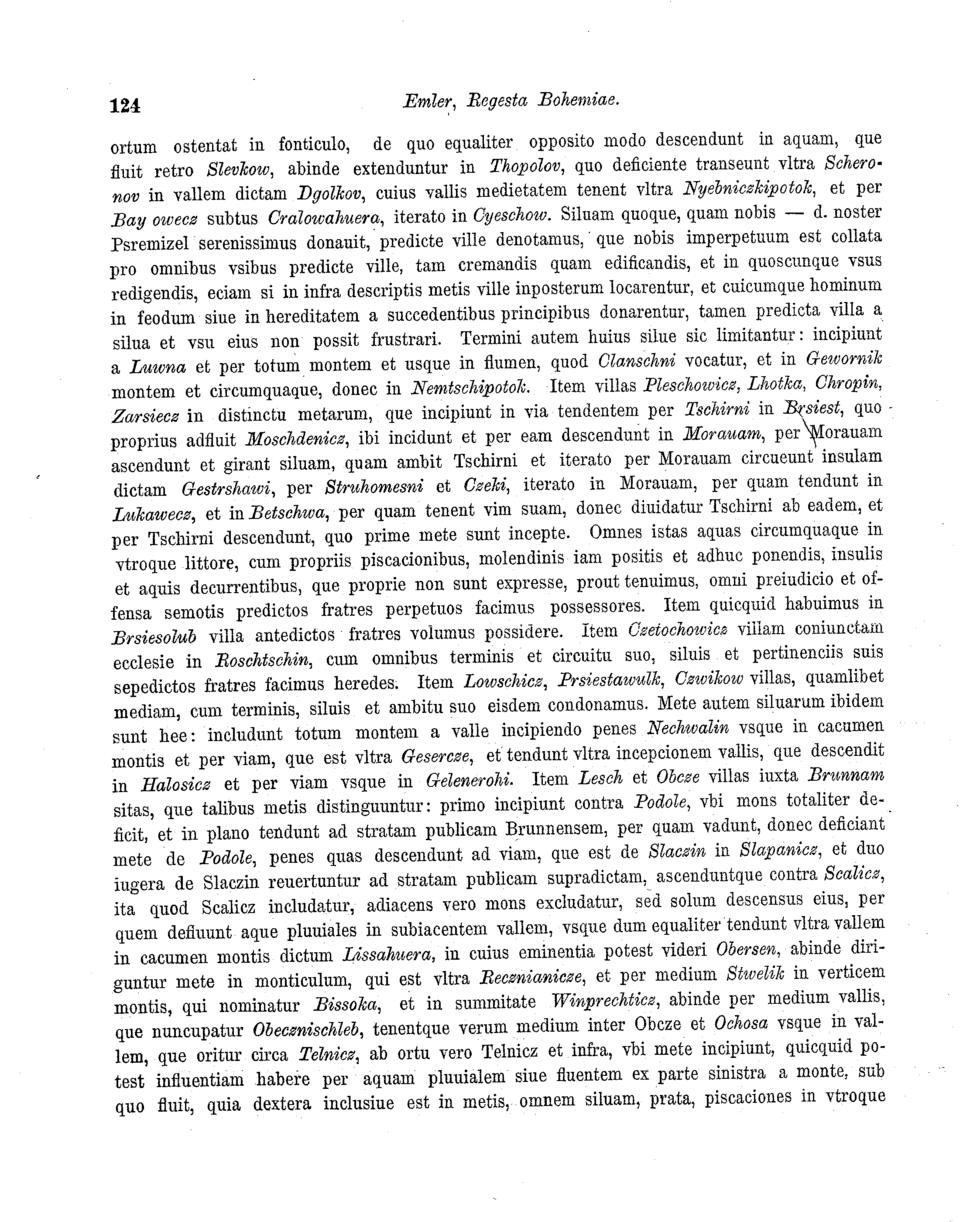 124 Emler, Regesta Bohemiae.
ortum ostentat in fonticulo, de quo equaliter opposito modo descendunt in aquam, que
fluit retro Slevkow, abinde extenduntur in Thopolov, quo deficiente transeunt vltra Schero-
nov in vallem dictam Dgolkov, cuius vallis medietatem tenent vltra Nyebniczkipotok, et per
Bay owecz subtus Cralowahuera, iterato in Cyeschow. Siluam quoque, quam nobis — d. noster
Psremizel serenissimus donauit, predicte ville denotamus, que nobis imperpetuum est collata
pro omnibus vsibus predicte ville, tam cremandis quam edificandis, et in quoscunque vsus
redigendis, eciam si in infra descriptis metis ville inposterum locarentur, et cuicumque hominum
in feodum siue in hereditatem a succedentibus principibus donarentur, tamen predicta villa a
silua et vsu eius non possit frustrari. Termini autem huius silue sic limitantur: incipiunt
a Luwna et per totum montem et usque in flumen, quod Clanschni vocatur, et in Gewornik
montem et circumquaque, donec in Nemtschipotok. Item villas Pleschowicz, Lhotka, Chropin,
Zarsiecz in distinctu metarum, que incipiunt in via tendentem per Tschirni in Brsiest, quo
proprius adfluit Moschdenicz, ibi incidunt et per eam descendunt in Morauam, per Morauam
ascendunt et girant siluam, quam ambit Tschirni et iterato per Morauam circueunt insulam
dictam Gestrshawi, per Struhomesni et Czeki, iterato in Morauam, per quam tendunt in
Lukawecz, et in Betschwa, per quam tenent vim suam, donec diuidatur Tschirni ab eadem, et
per Tschirni descendunt, quo prime mete sunt incepte. Omnes istas aquas circumquaque in
vtroque littore, cum propriis piscacionibus, molendinis iam positis et adhuc ponendis, insulis
et aquis decurrentibus, que proprie non sunt expresse, prout tenuimus, omni preiudicio et of-
fensa semotis predictos fratres perpetuos facimus possessores. Item quicquid habuimus in
Brsiesolub villa antedictos fratres volumus possidere. Item Czetochowicz villam coniunctam
ecclesie in Roschtschin, cum omnibus terminis et circuitu suo, siluis et pertinenciis suis
sepedictos fratres facimus heredes. Item Lowschicz, Prsiestawulk, Czwikow villas, quamlibet
mediam, cum terminis, siluis et ambitu suo eisdem condonamus. Mete autem siluarum ibidem
sunt hee: includunt totum montem a valle incipiendo penes Nechwalin vsque in cacumen
montis et per viam, que est vltra Gesercze, et tendunt vltra incepcionem vallis, que descendit
in Halosicz et per viam vsque in Gelenerohi. Item Lesch et Obcze villas iuxta Brunnam
sitas, que talibus metis distinguuntur: primo incipiunt contra Podole, vbi mons totaliter de-
ficit, et in plano tendunt ad stratam publicam Brunnensem, per quam vadunt, donec deficiant
mete de Podole, penes quas descendunt ad viam, que est de Slaczin in Slapanicz, et duo
iugera de Slaczin reuertuntur ad stratam publicam supradictam, ascenduntque contra Scalicz,
ita quod Scalicz includatur, adiacens vero mons excludatur, sed solum descensus eius, per
quem defluunt aque pluuiales in subiacentem vallem, vsque dum equaliter tendunt vltra vallem
in cacumen montis dictum Lissahuera, in cuius eminentia potest videri Obersen, abinde diri-
guntur mete in monticulum, qui est vltra Recznianicze, et per medium Stwelik in verticem
montis, qui nominatur Bissoka, et in summitate Winprechticz, abinde per medium vallis,
que nuncupatur Obecznischleb, tenentque verum medium inter Obcze et Ochosa vsque in val-
lem, que oritur circa Telnicz, ab ortu vero Telnicz et infra, vbi mete incipiunt, quicquid po-
test influentiam habere per aquam pluuialem siue fluentem ex parte sinistra a monte, sub
quo fluit, quia dextera inclusiue est in metis, omnem siluam, prata, piscaciones in vtroque